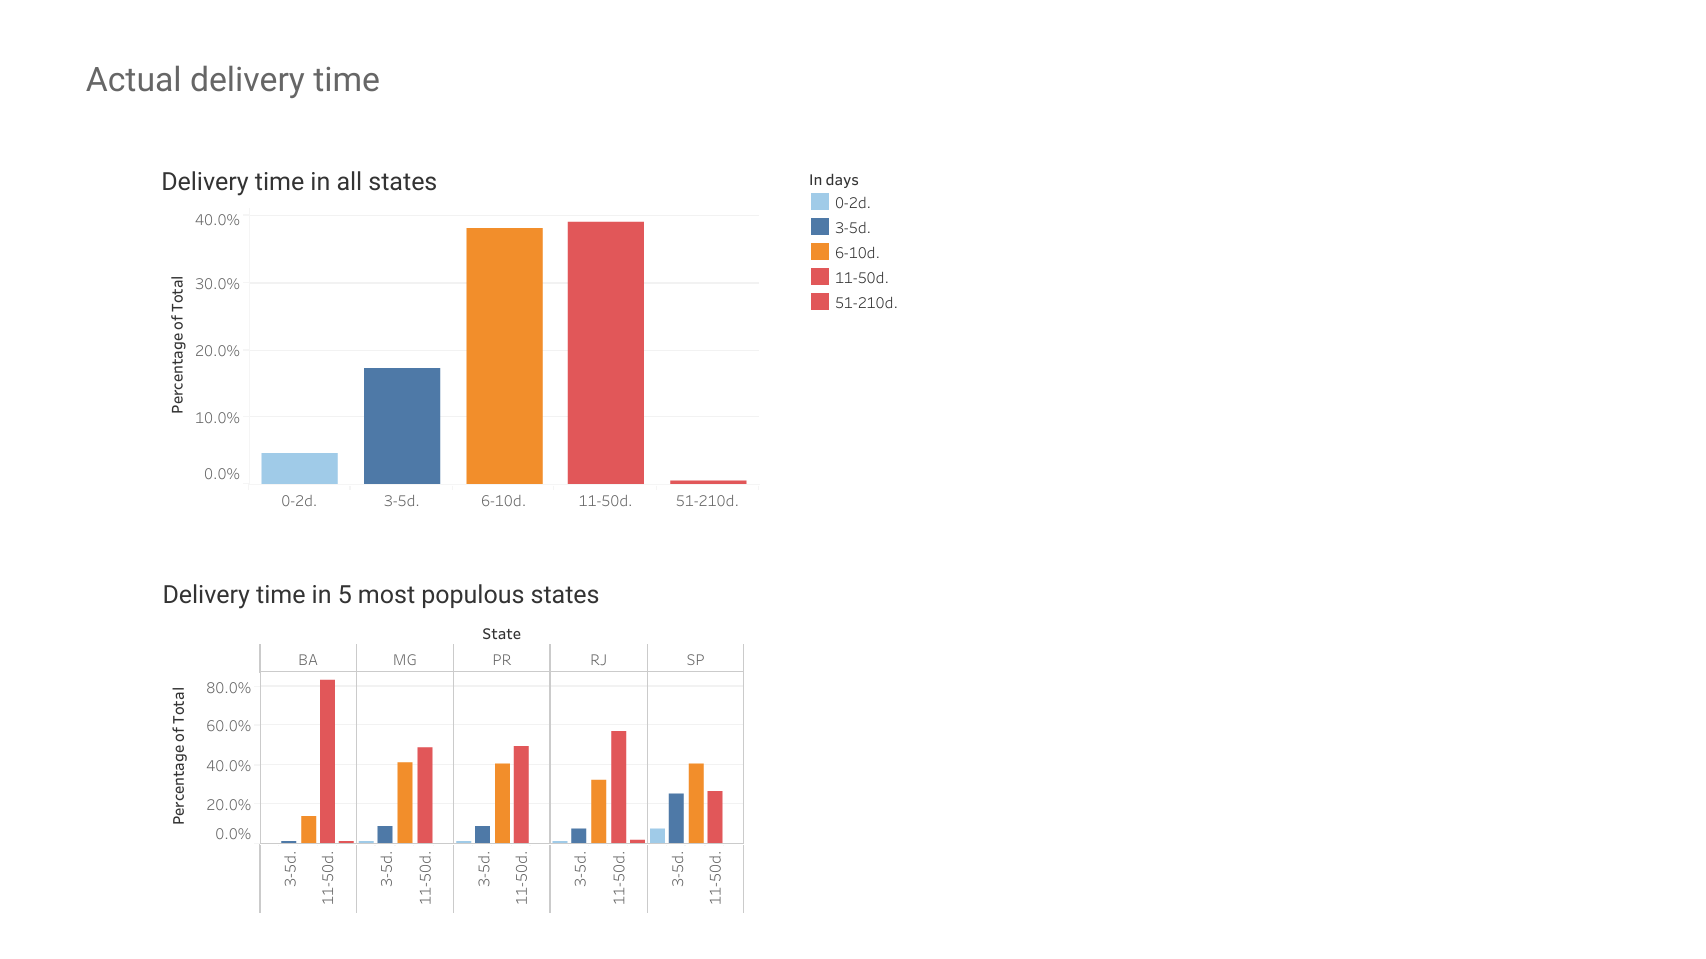 Actual delivery time
Delivery time in all states
In days
0-2d.
3-5d.
6-10d.
11-50d.
51-210d.
Percentage of Total
40.0%
30.0%
20.0%
10.0%
0.0%
0-2d. 3-5d. 6-10d. 11-50d. 51-210d.
Delivery time in 5 most populous states
State
BA MG PR RJ SP
Percentage of Total
80.0%
60.0%
40.0%
20.0%
0.0%
3-5d. 11-50d. 3-5d. 11-50d. 3-5d. 11-50d. 3-5d. 11-50d. 3-5d. 11-50d.